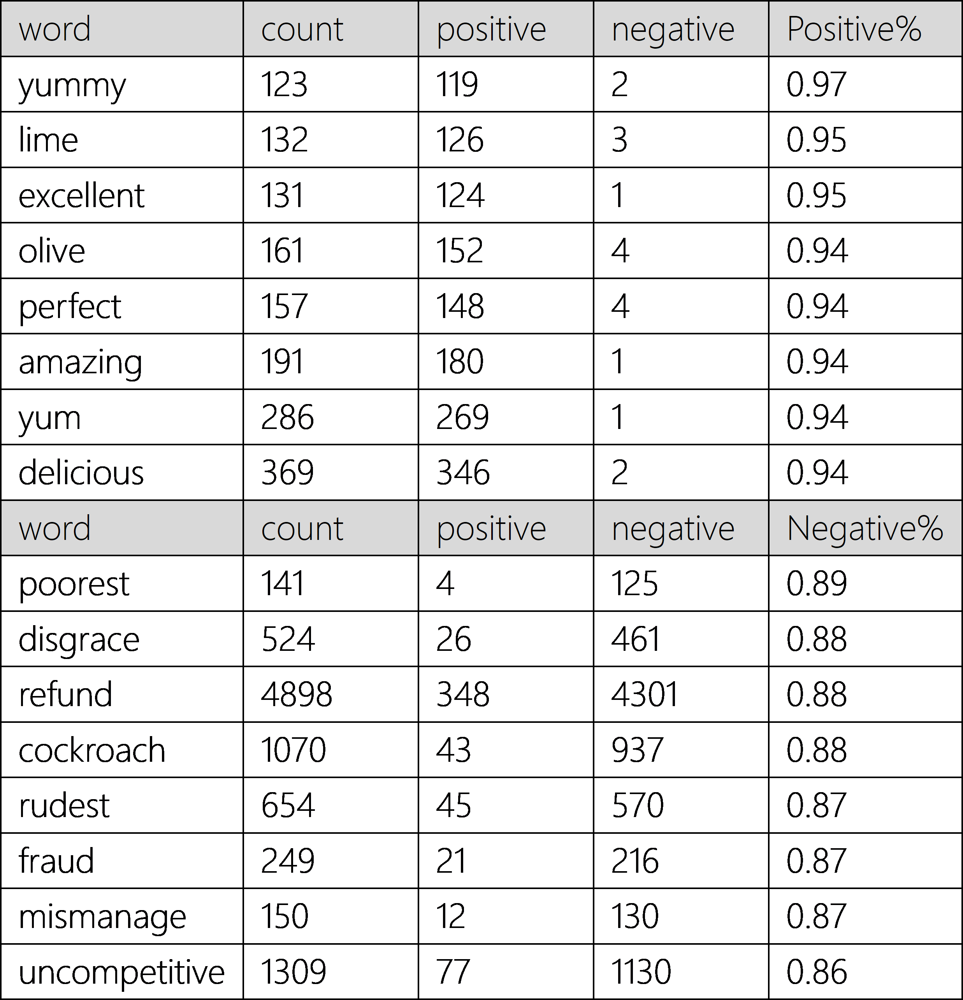 word count positive negative Positive%
yummy 123 119 2 0.97
lime 132 126 3 0.95
excellent 131 124 1 0.95
olive 161 152 4 0.94
perfect 157 148 4 0.94
amazing 191 180 1 0.94
yum 286 269 1 0.94
delicious 369 346 2 0.94
word count positive negative Negative%
poorest 141 4 125 0.89
disgrace 524 26 461 0.88
refund 4898 348 4301 0.88
cockroach 1070 43 937 0.88
rudest 654 45 570 0.87
fraud 249 21 216 0.87
mismanage 150 12 130 0.87
uncompetitive 1309 77 1130 0.86